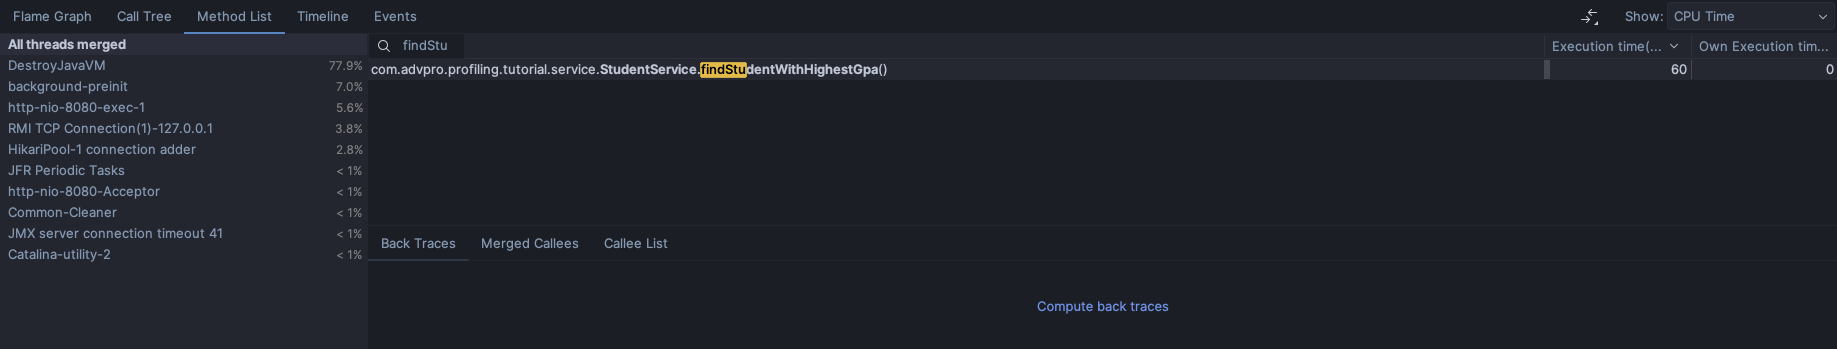 Flame Graph Call Tree Method List Timeline Events Show: CPU Time
All threads merged
DestroyJavaVM 77.9%
background-preinit 7.0%
http-nio-8080-exec-1 5.6%
RMI TCP Connection(1)-127.0.0.1 3.8%
HikariPool-1 connection adder 2.8%
JFR Periodic Tasks < 1%
http-nio-8080-Acceptor < 1%
Common-Cleaner < 1%
JMX server connection timeout 41 < 1%
Catalina-utility-2 < 1%
findStu Execution time(... Own Execution tim...
com.advpro.profiling.tutorial.service.StudentService.findStudentWithHighestGpa() 60 0
Back Traces Merged Callees Callee List
Compute back traces